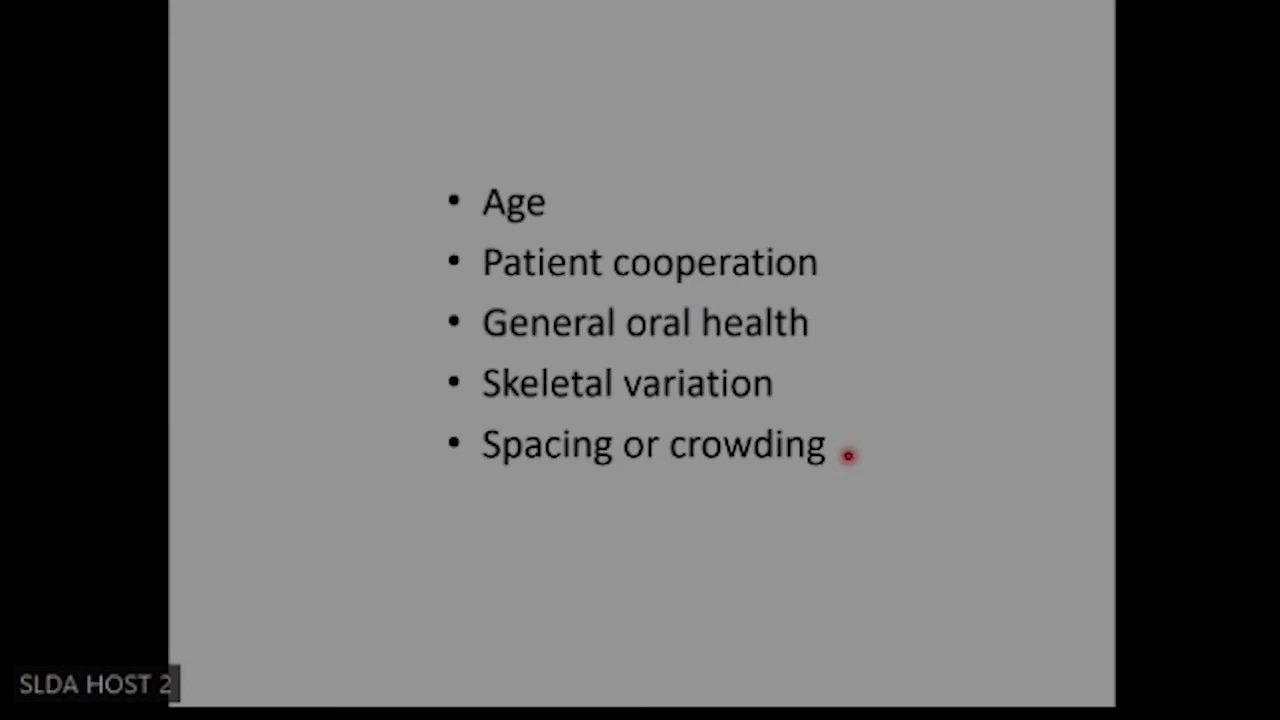 • Age
• Patient cooperation
• General oral health
• Skeletal variation
• Spacing or crowding
SLDA HOST 2